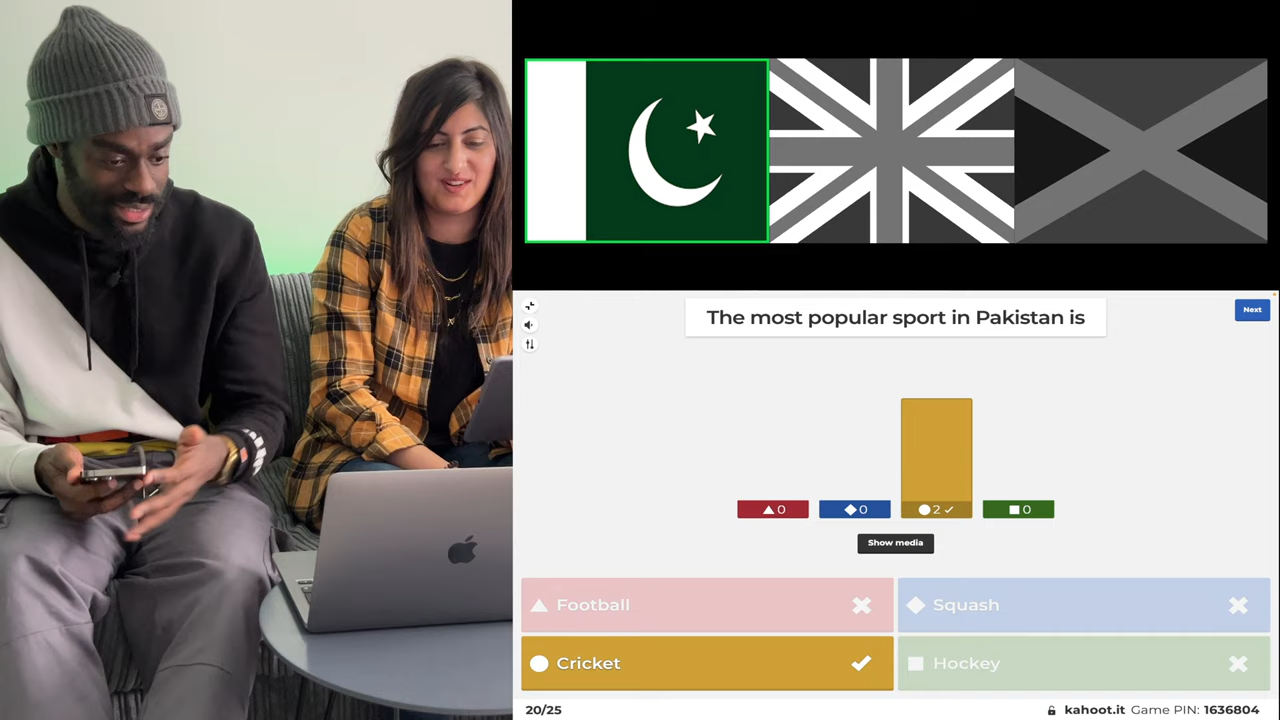 The most popular sport in Pakistan is
Next
0
0
2
0
Show media
Football
Squash
Cricket
Hockey
20/25
kahoot.it Game PIN: 1636804